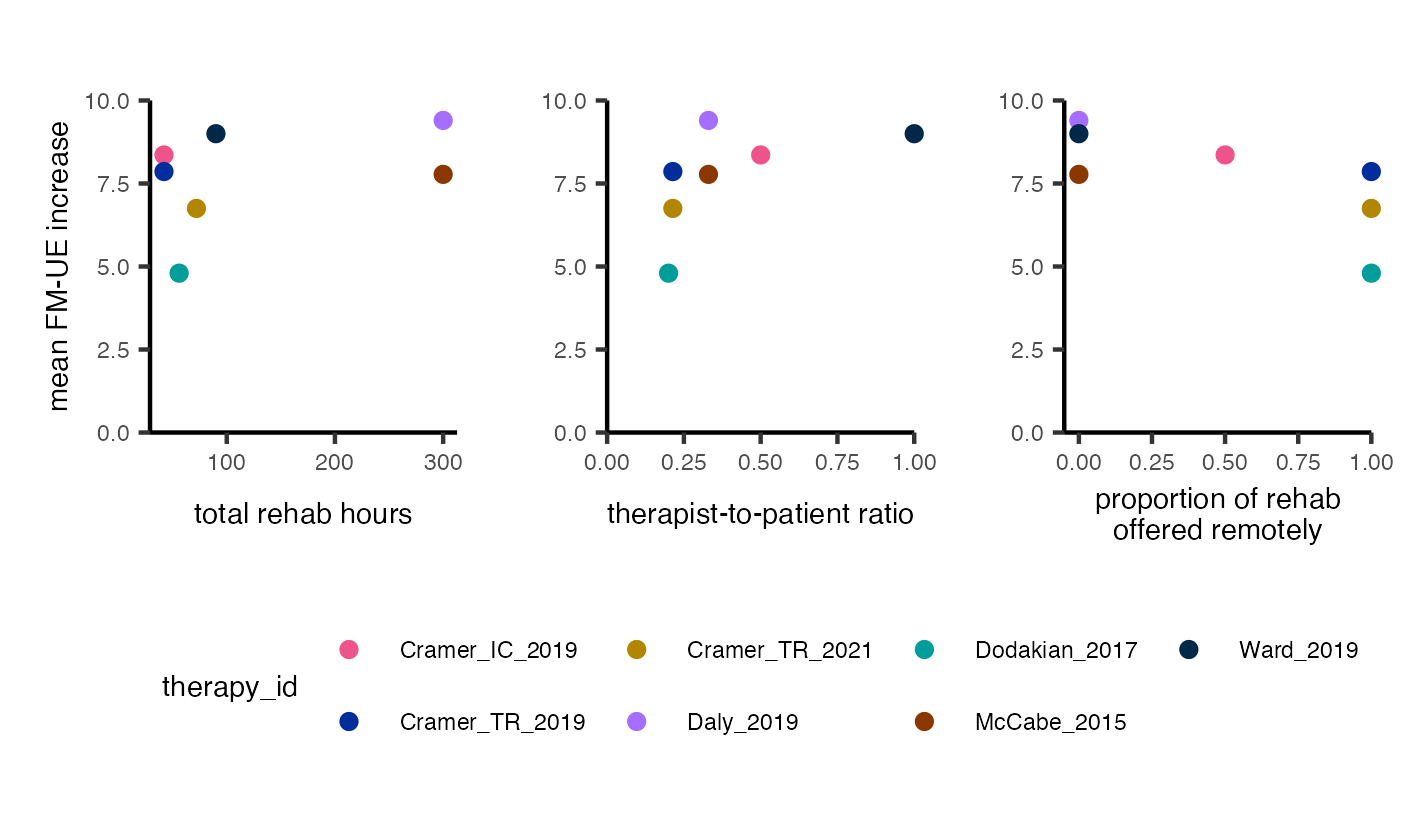 mean FM-UE increase
10.0
7.5
5.0
2.5
0.0
100 200 300
total rehab hours
10.0
7.5
5.0
2.5
0.0
0.00 0.25 0.50 0.75 1.00
therapist-to-patient ratio
10.0
7.5
5.0
2.5
0.0
0.00 0.25 0.50 0.75 1.00
proportion of rehab
offered remotely
therapy_id
Cramer_IC_2019 Cramer_TR_2021 Dodakian_2017 Ward_2019
Cramer_TR_2019 Daly_2019 McCabe_2015